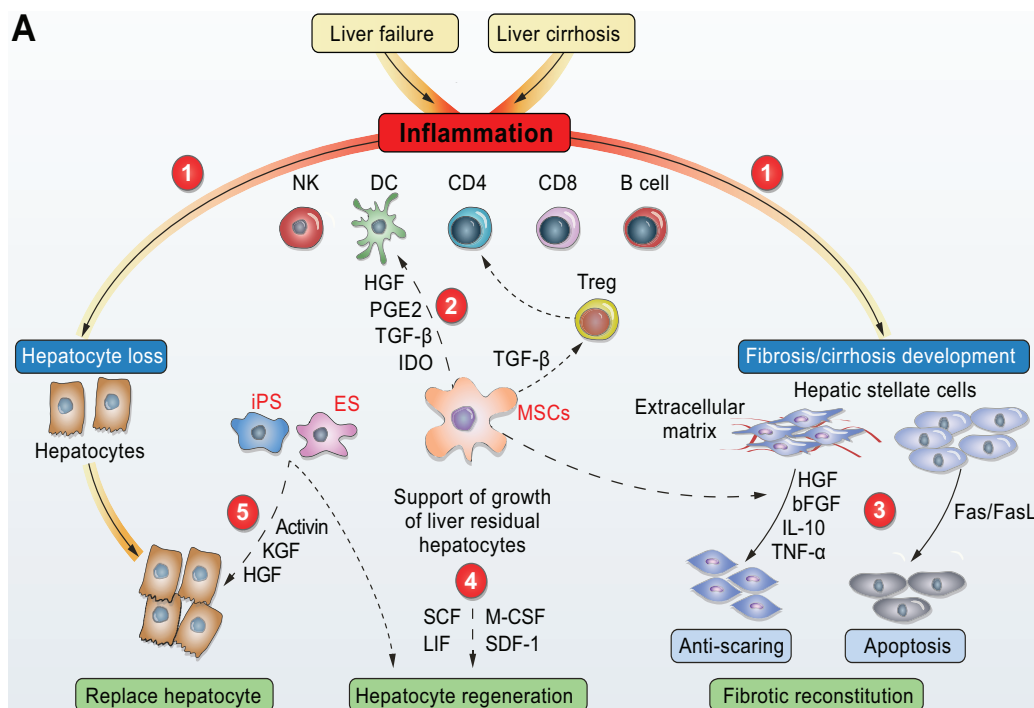 A
Liver failure
Liver cirrhosis
Inflammation
1
1
NK
DC
CD4
CD8
B cell
HGF
PGE2
TGF-β
IDO
2
Treg
TGF-β
Hepatocyte loss
Fibrosis/cirrhosis development
Hepatocytes
iPS
ES
MSCs
Hepatic stellate cells
Extracellular
matrix
HGF
bFGF
IL-10
TNF-α
3
Fas/FasL
5
Activin
KGF
HGF
Support of growth
of liver residual
hepatocytes
4
SCF
M-CSF
LIF
SDF-1
Anti-scaring
Apoptosis
Replace hepatocyte
Hepatocyte regeneration
Fibrotic reconstitution